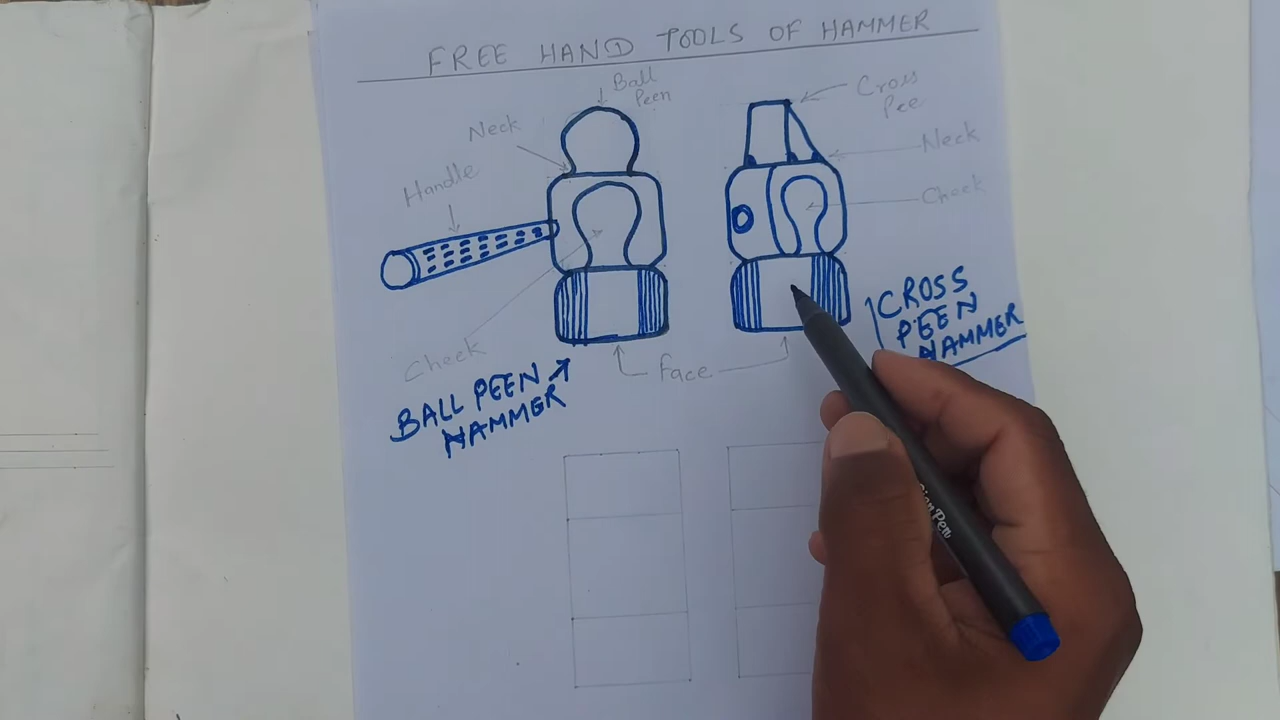 FREE HAND TOOLS OF HAMMER
Ball
Peen
Neck
Handle
Cross
Pee
Neck
Cheek
Cheek
Face
BALL PEEN
HAMMER
CROSS
PEEN
HAMMER
Pen